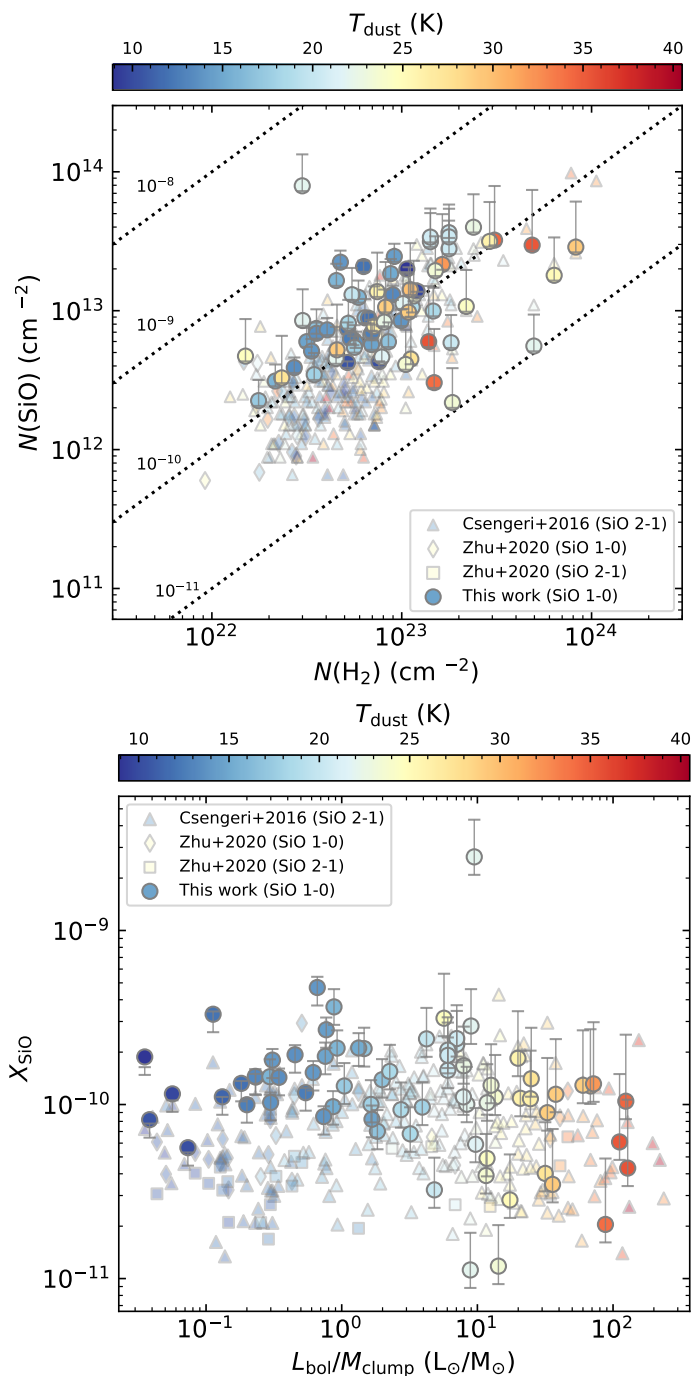 T_dust (K)
10 15 20 25 30 35 40
10^14
10^13
10^12
10^11
N(SiO) (cm^−2)
10^−8
10^−9
10^−10
10^−11
Csengeri+2016 (SiO 2-1)
Zhu+2020 (SiO 1-0)
Zhu+2020 (SiO 2-1)
This work (SiO 1-0)
10^22 10^23 10^24
N(H_2) (cm^−2)
T_dust (K)
10 15 20 25 30 35 40
Csengeri+2016 (SiO 2-1)
Zhu+2020 (SiO 1-0)
Zhu+2020 (SiO 2-1)
This work (SiO 1-0)
10^−9
10^−10
10^−11
X_SiO
10^−1 10^0 10^1 10^2
L_bol/M_clump (L_⊙/M_⊙)